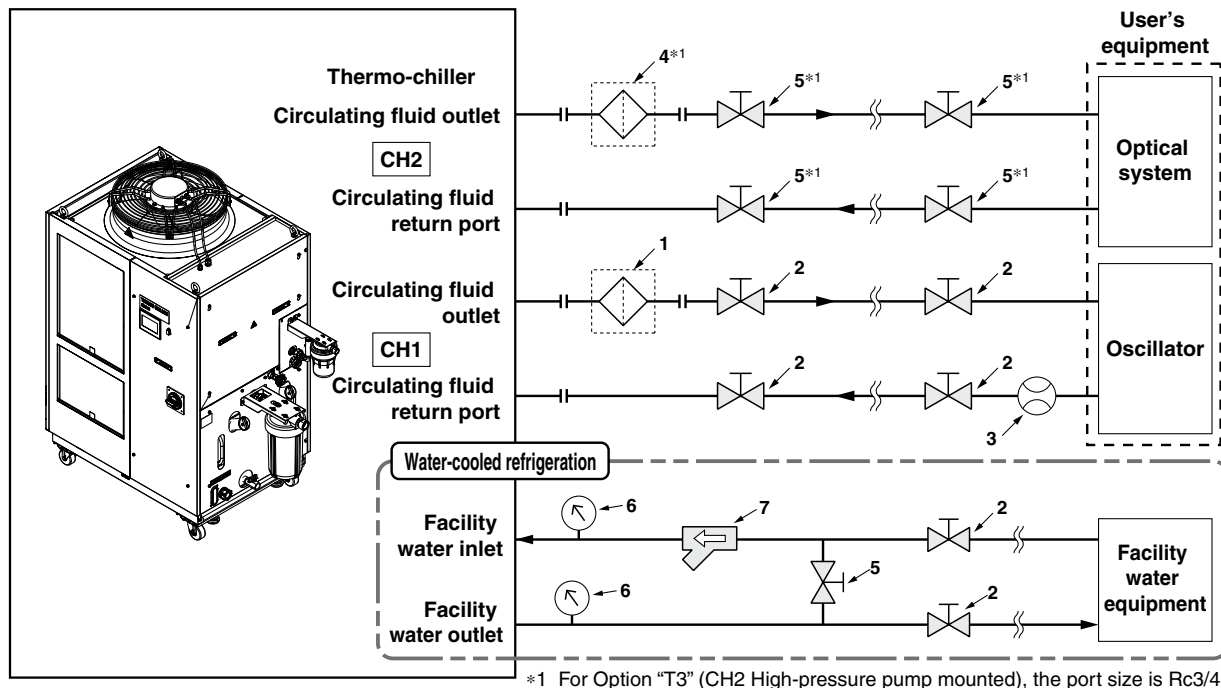 User's
equipment
Thermo-chiller
4*1
5*1
5*1
Circulating fluid outlet
Optical
system
CH2
5*1
5*1
Circulating fluid
return port
1
2
2
Circulating fluid
outlet
CH1
Oscillator
2
2
Circulating fluid
return port
3
Water-cooled refrigeration
6
7
2
Facility
water inlet
Facility
water
equipment
5
6
2
Facility
water outlet
*1 For Option “T3” (CH2 High-pressure pump mounted), the port size is Rc3/4.